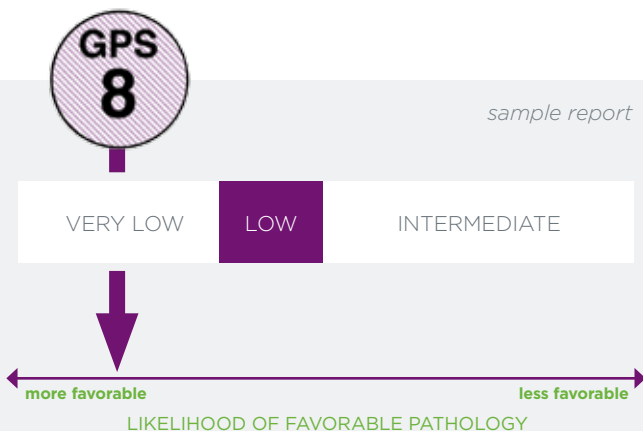 GPS
8
sample report
VERY LOW LOW INTERMEDIATE
more favorable less favorable
LIKELIHOOD OF FAVORABLE PATHOLOGY